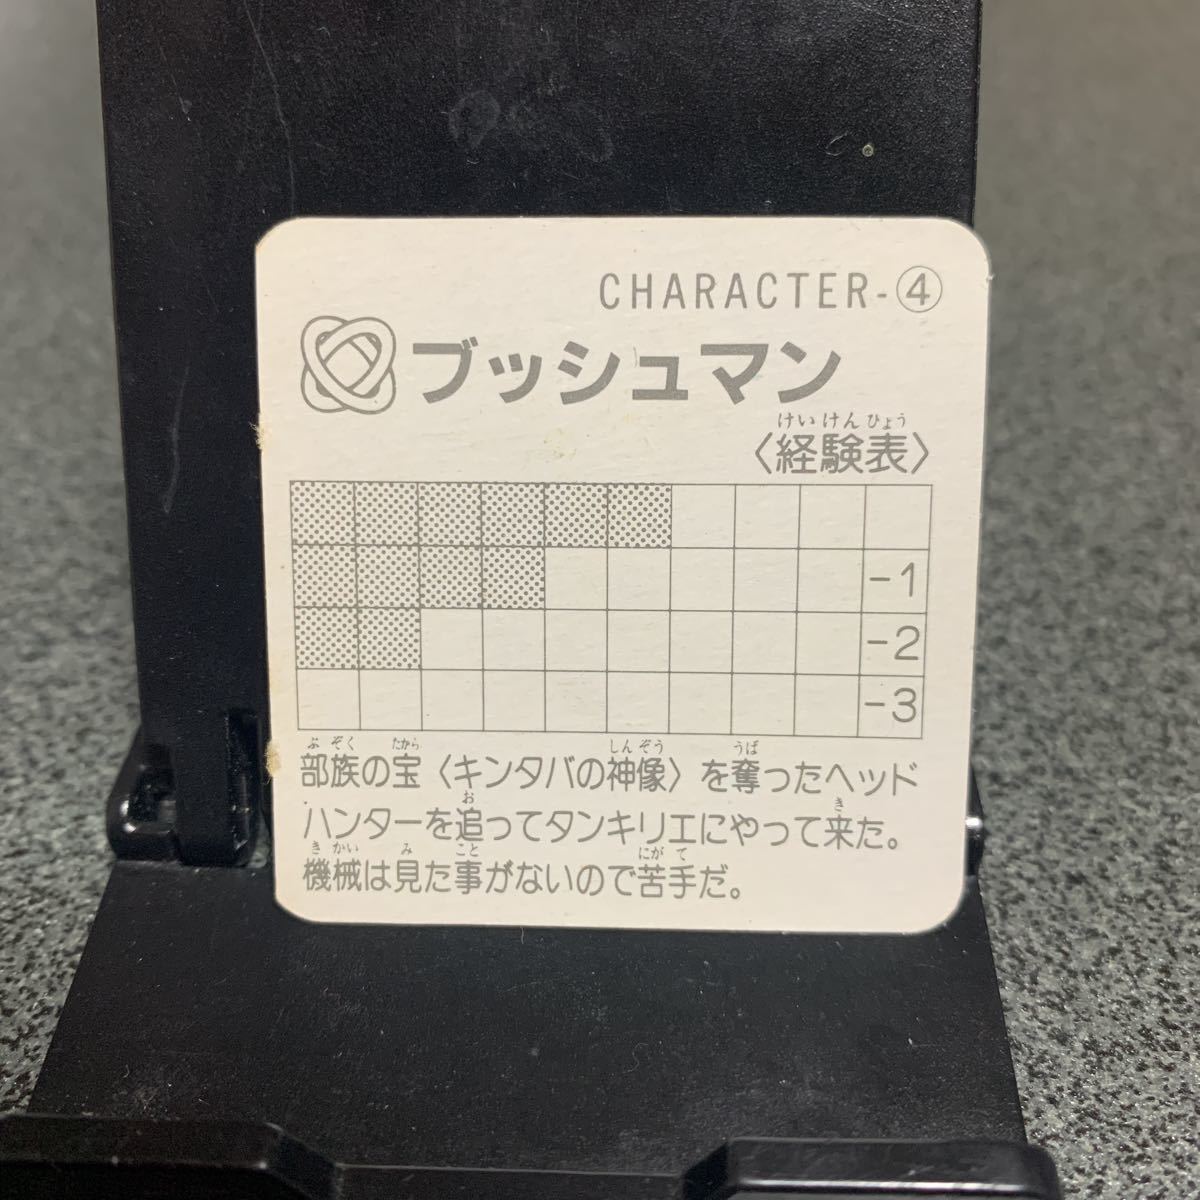 CHARACTER-④
ブッシュマン
けいけんひょう
〈経験表〉
-1
-2
-3
ぶ ぞく たから しん ぞう うば
部族の宝〈キンタバの神像〉を奪ったヘッド
お き
ハンターを追ってタンキリエにやって来た。
き かい み こと にが て
機械は見た事がないので苦手だ。